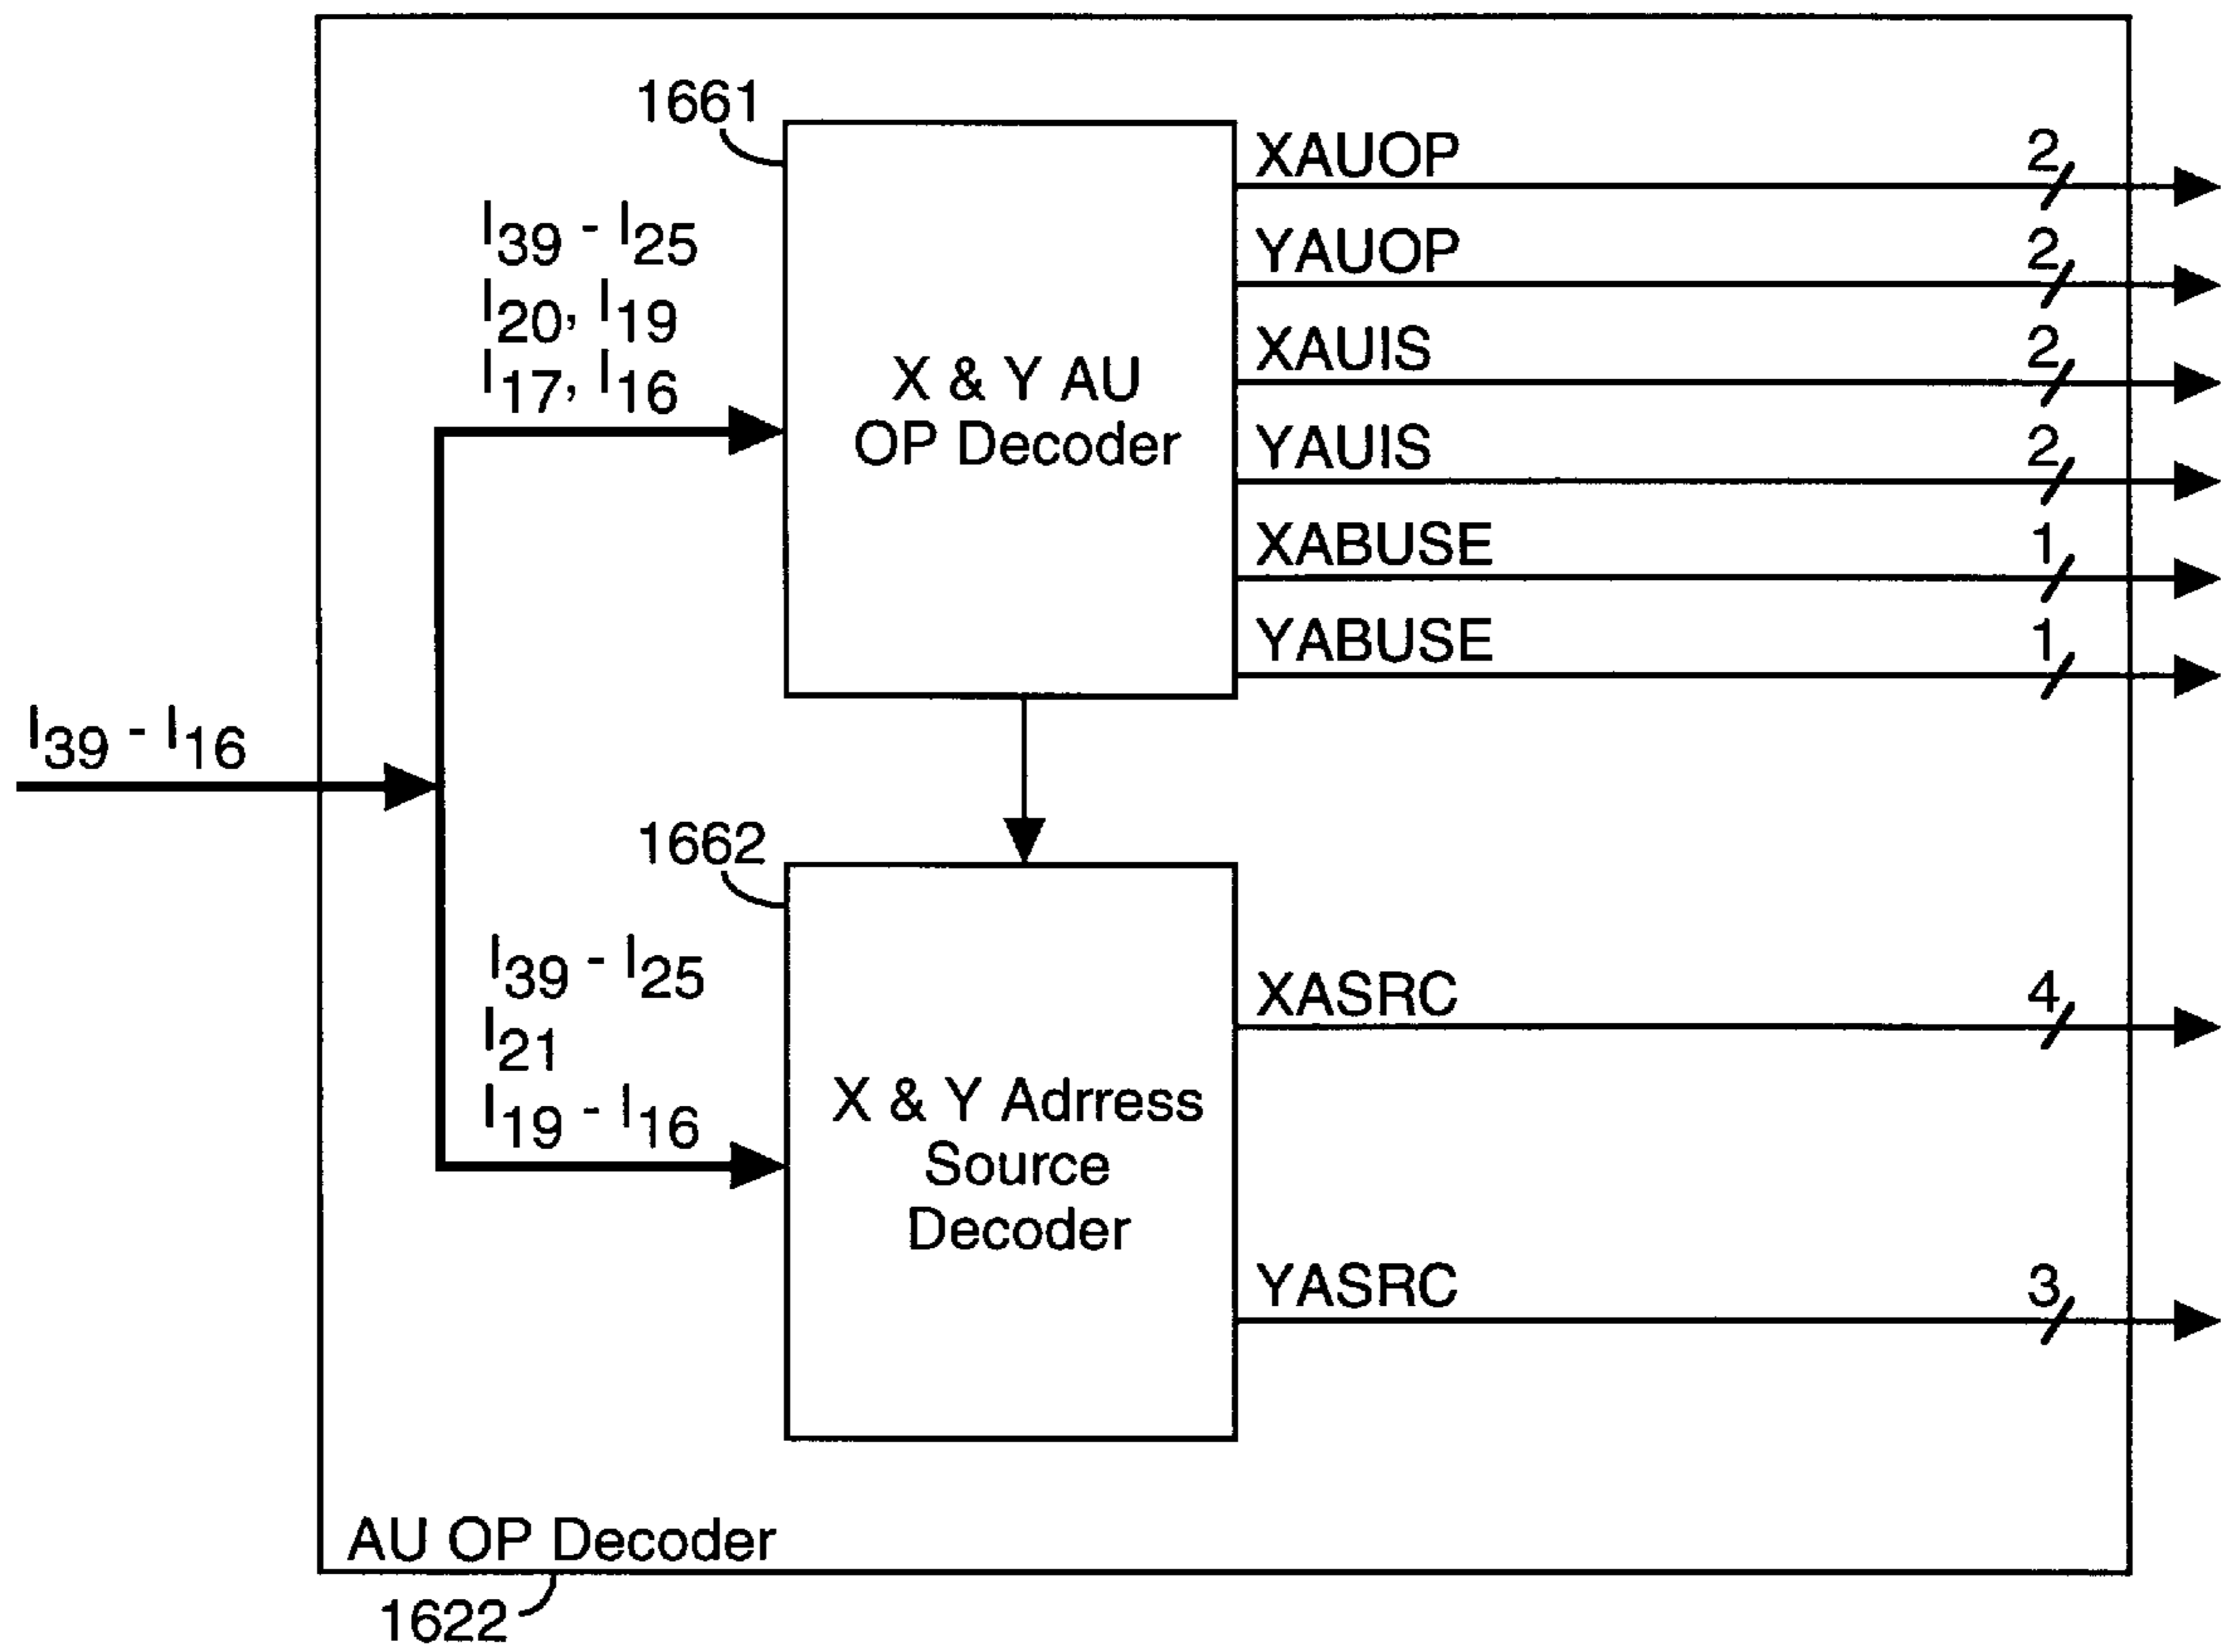 1661
XAUOP 2
YAUOP 2
XAUIS 2
YAUIS 2
XABUSE 1
YABUSE 1
I39 - I25
I20, I19
I17, I16
X & Y AU
OP Decoder
I39 - I16
1662
I39 - I25
I21
I19 - I16
X & Y Adrress
Source
Decoder
XASRC 4
YASRC 3
AU OP Decoder
1622